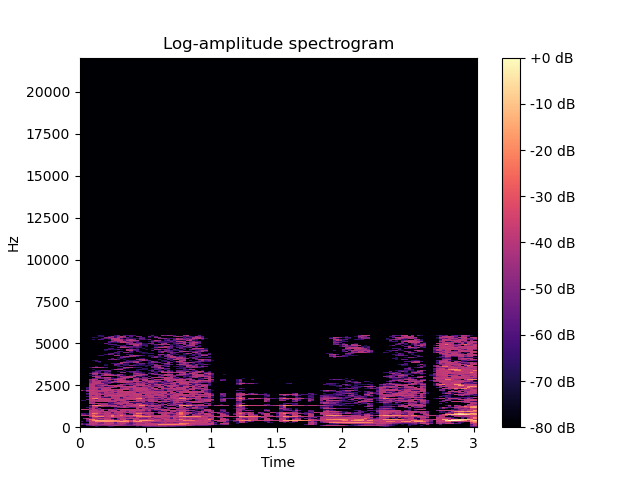 Log-amplitude spectrogram
+0 dB
20000
-10 dB
17500
-20 dB
15000
-30 dB
12500
Hz
-40 dB
10000
-50 dB
7500
-60 dB
5000
2500
-70 dB
0
-80 dB
0 0.5 1 1.5 2 2.5 3
Time